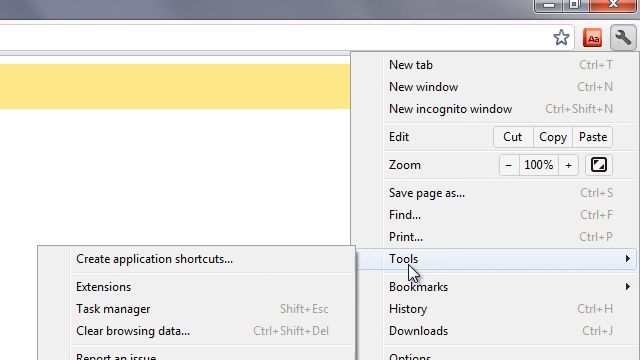 Aa
New tab Ctrl+T
New window Ctrl+N
New incognito window Ctrl+Shift+N
Edit Cut Copy Paste
Zoom − 100% +
Save page as... Ctrl+S
Find... Ctrl+F
Print... Ctrl+P
Tools
Bookmarks
History Ctrl+H
Downloads Ctrl+J
Options
Create application shortcuts...
Extensions
Task manager Shift+Esc
Clear browsing data... Ctrl+Shift+Del
Report an issue